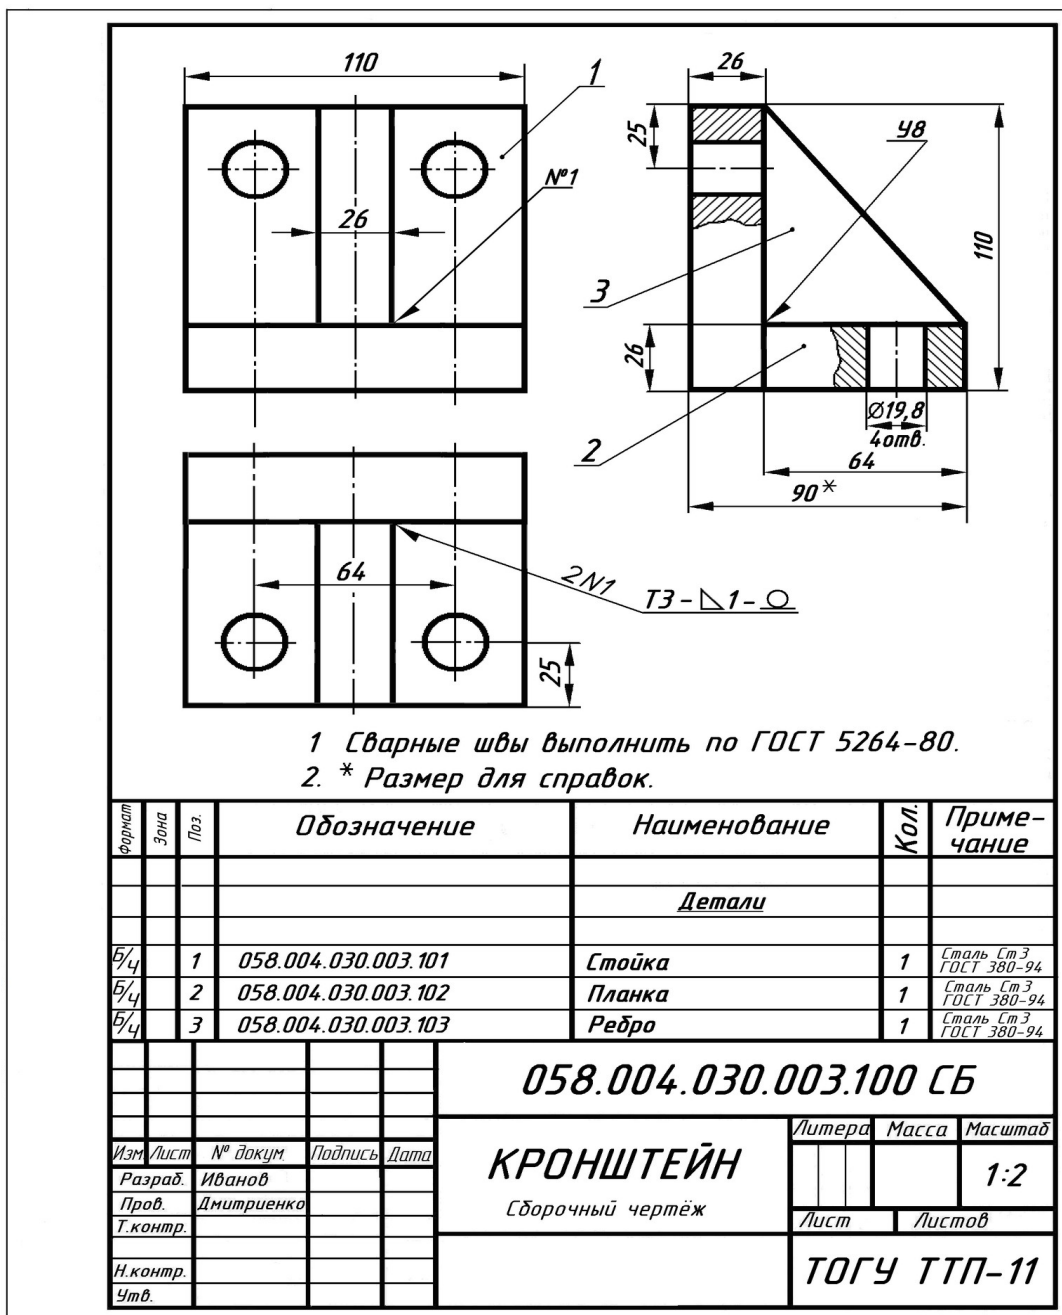 110
1
26
25
У8
№1
26
110
3
26
Ø19,8
4отв.
2
64
90*
64
2N1
Т3-◺1-○
25
1 Сварные швы выполнить по ГОСТ 5264-80.
2. * Размер для справок.
Формат Зона Поз. Обозначение Наименование Кол. Приме-
чание
Детали
Б/Ч 1 058.004.030.003.101 Стойка 1 Сталь Ст3 ГОСТ 380-94
Б/Ч 2 058.004.030.003.102 Планка 1 Сталь Ст3 ГОСТ 380-94
Б/Ч 3 058.004.030.003.103 Ребро 1 Сталь Ст3 ГОСТ 380-94
058.004.030.003.100 СБ
Изм. Лист № докум Подпись Дата
Разраб. Иванов
Пров. Дмитриенко
Т.контр.
Н.контр.
Утв.
КРОНШТЕЙН
Сборочный чертёж
Литера Масса Масштаб
1:2
Лист Листов
ТОГУ ТТП-11